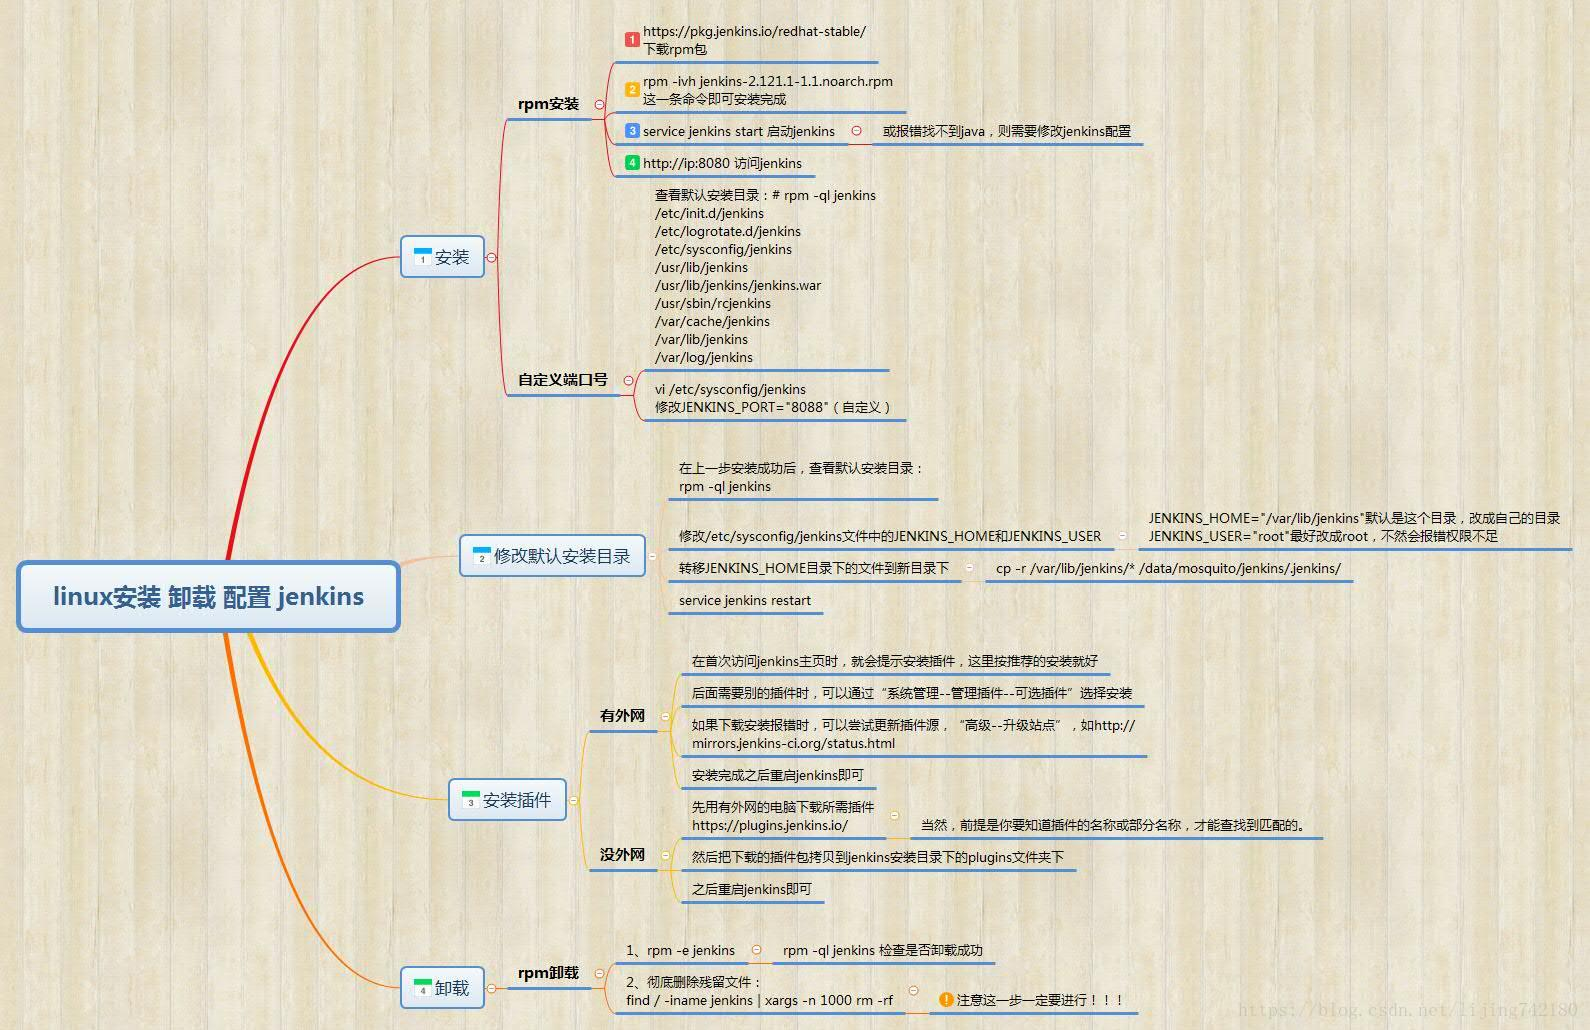 linux安装 卸载 配置 jenkins
1 安装
rpm安装
1 https://pkg.jenkins.io/redhat-stable/
下载rpm包
2 rpm -ivh jenkins-2.121.1-1.1.noarch.rpm
这一条命令即可安装完成
3 service jenkins start 启动jenkins
或报错找不到java，则需要修改jenkins配置
4 http://ip:8080 访问jenkins
自定义端口号
查看默认安装目录：# rpm -ql jenkins
/etc/init.d/jenkins
/etc/logrotate.d/jenkins
/etc/sysconfig/jenkins
/usr/lib/jenkins
/usr/lib/jenkins/jenkins.war
/usr/sbin/rcjenkins
/var/cache/jenkins
/var/lib/jenkins
/var/log/jenkins
vi /etc/sysconfig/jenkins
修改JENKINS_PORT="8088"（自定义）
2 修改默认安装目录
在上一步安装成功后，查看默认安装目录：
rpm -ql jenkins
修改/etc/sysconfig/jenkins文件中的JENKINS_HOME和JENKINS_USER
JENKINS_HOME="/var/lib/jenkins"默认是这个目录，改成自己的目录
JENKINS_USER="root"最好改成root，不然会报错权限不足
转移JENKINS_HOME目录下的文件到新目录下
cp -r /var/lib/jenkins/* /data/mosquito/jenkins/.jenkins/
service jenkins restart
3 安装插件
有外网
在首次访问jenkins主页时，就会提示安装插件，这里按推荐的安装就好
后面需要别的插件时，可以通过“系统管理--管理插件--可选插件”选择安装
如果下载安装报错时，可以尝试更新插件源，“高级--升级站点”，如http://
mirrors.jenkins-ci.org/status.html
安装完成之后重启jenkins即可
没外网
先用有外网的电脑下载所需插件
https://plugins.jenkins.io/
当然，前提是你要知道插件的名称或部分名称，才能查找到匹配的。
然后把下载的插件包拷贝到jenkins安装目录下的plugins文件夹下
之后重启jenkins即可
4 卸载
rpm卸载
1、rpm -e jenkins
rpm -ql jenkins 检查是否卸载成功
2、彻底删除残留文件：
find / -iname jenkins | xargs -n 1000 rm -rf
! 注意这一步一定要进行！！！
https://blog.csdn.net/lijing742180